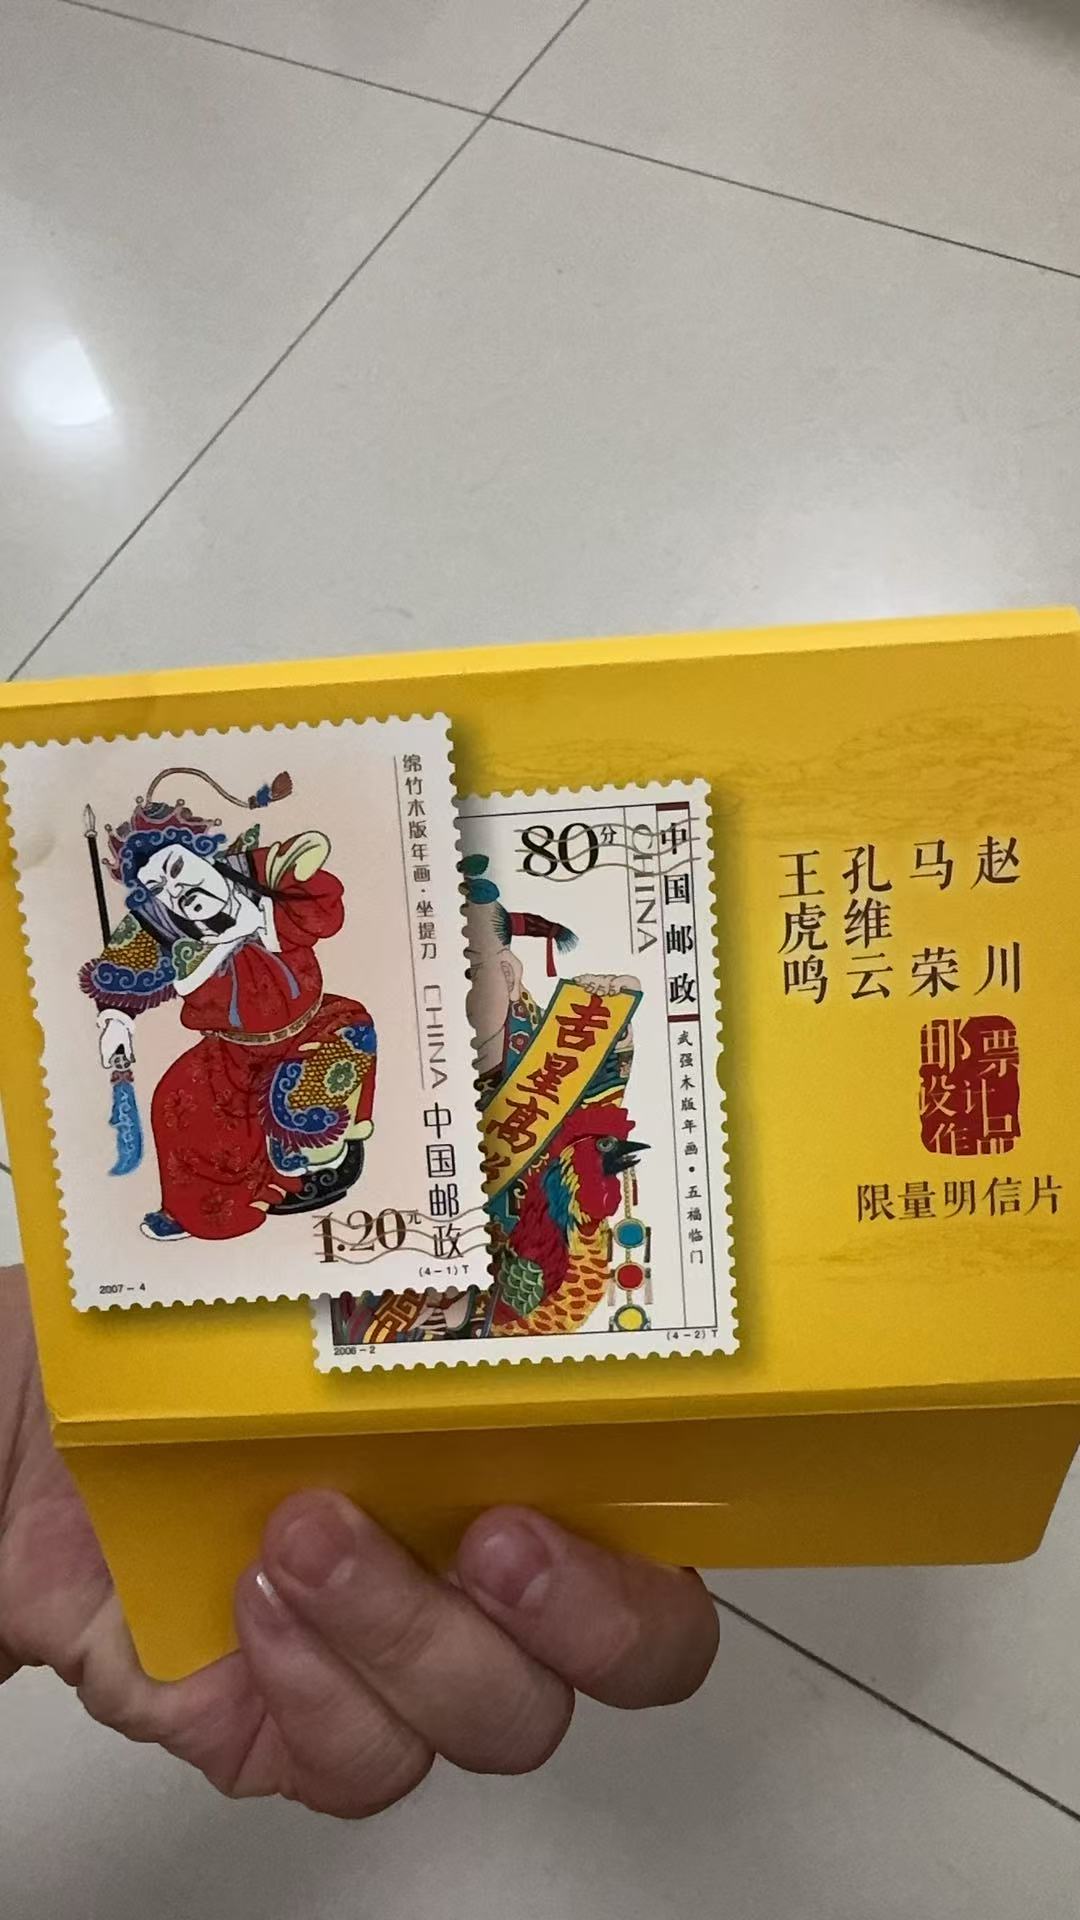 绵竹木版年画·坐提刀
CHINA
中国邮政
1.20元
(4-1)T
2007-4
80分
中国邮政
CHINA
武强木版年画·五福临门
吉星高
2006-2
(4-2)T
赵川
马荣
孔维云
王虎鸣
邮票
设计
作品
限量明信片